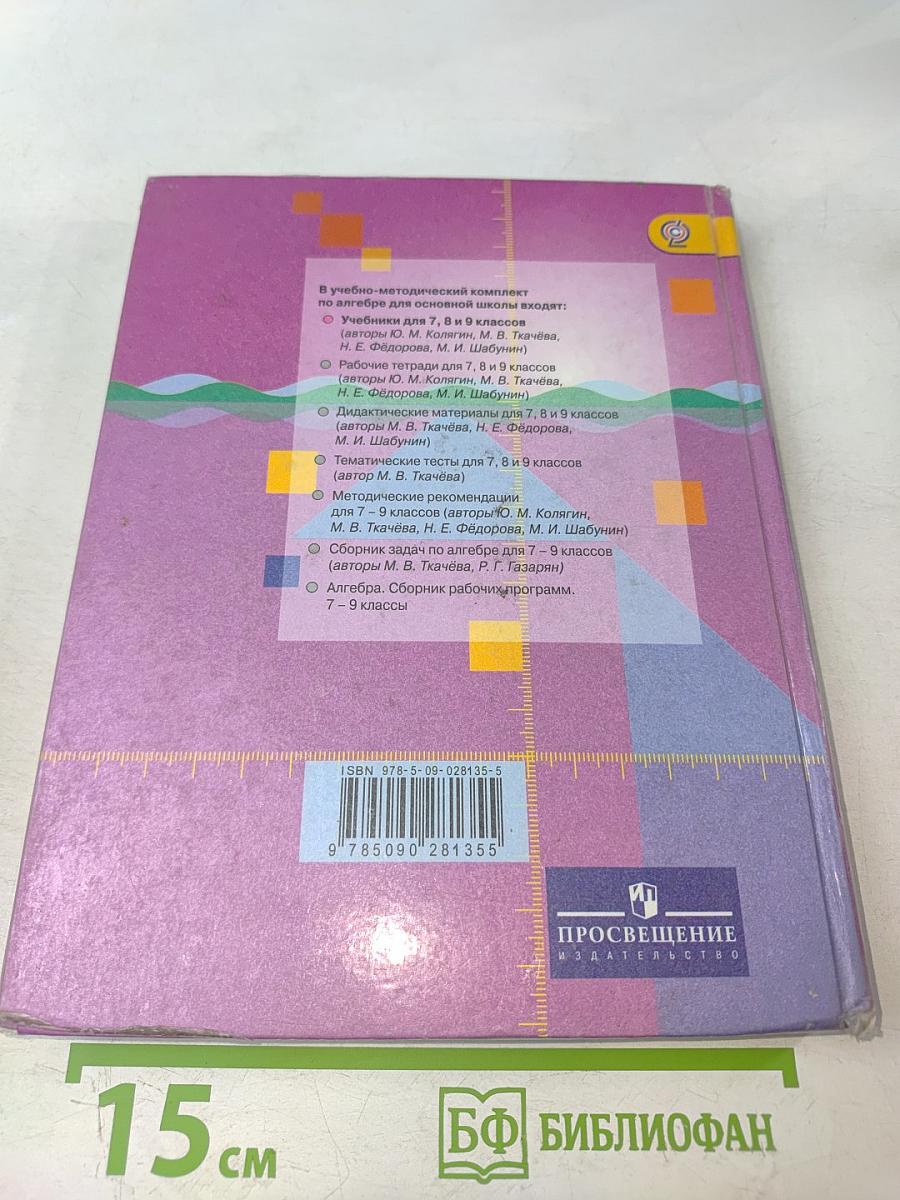 В учебно-методический комплект
по алгебре для основной школы входят:
Учебники для 7, 8 и 9 классов
(авторы Ю. М. Колягин, М. В. Ткачёва,
Н. Е. Фёдорова, М. И. Шабунин)
Рабочие тетради для 7, 8 и 9 классов
(авторы Ю. М. Колягин, М. В. Ткачёва,
Н. Е. Фёдорова, М. И. Шабунин)
Дидактические материалы для 7, 8 и 9 классов
(авторы М. В. Ткачёва, Н. Е. Фёдорова,
М. И. Шабунин)
Тематические тесты для 7, 8 и 9 классов
(автор М. В. Ткачёва)
Методические рекомендации
для 7 – 9 классов (авторы Ю. М. Колягин,
М. В. Ткачёва, Н. Е. Фёдорова, М. И. Шабунин)
Сборник задач по алгебре для 7 – 9 классов
(авторы М. В. Ткачёва, Р. Г. Газарян)
Алгебра. Сборник рабочих программ.
7 – 9 классы
ISBN 978-5-09-028135-5
9 785090 281355
ИП
ПРОСВЕЩЕНИЕ
ИЗДАТЕЛЬСТВО
15 см
БФ БИБЛИОФАН